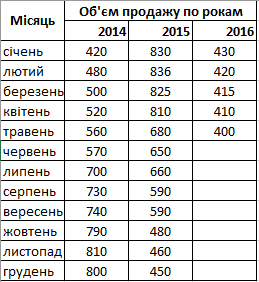 Місяць Об'єм продажу по рокам
2014 2015 2016
січень 420 830 430
лютий 480 836 420
березень 500 825 415
квітень 520 810 410
травень 560 680 400
червень 570 650
липень 700 660
серпень 730 590
вересень 740 590
жовтень 790 480
листопад 810 460
грудень 800 450